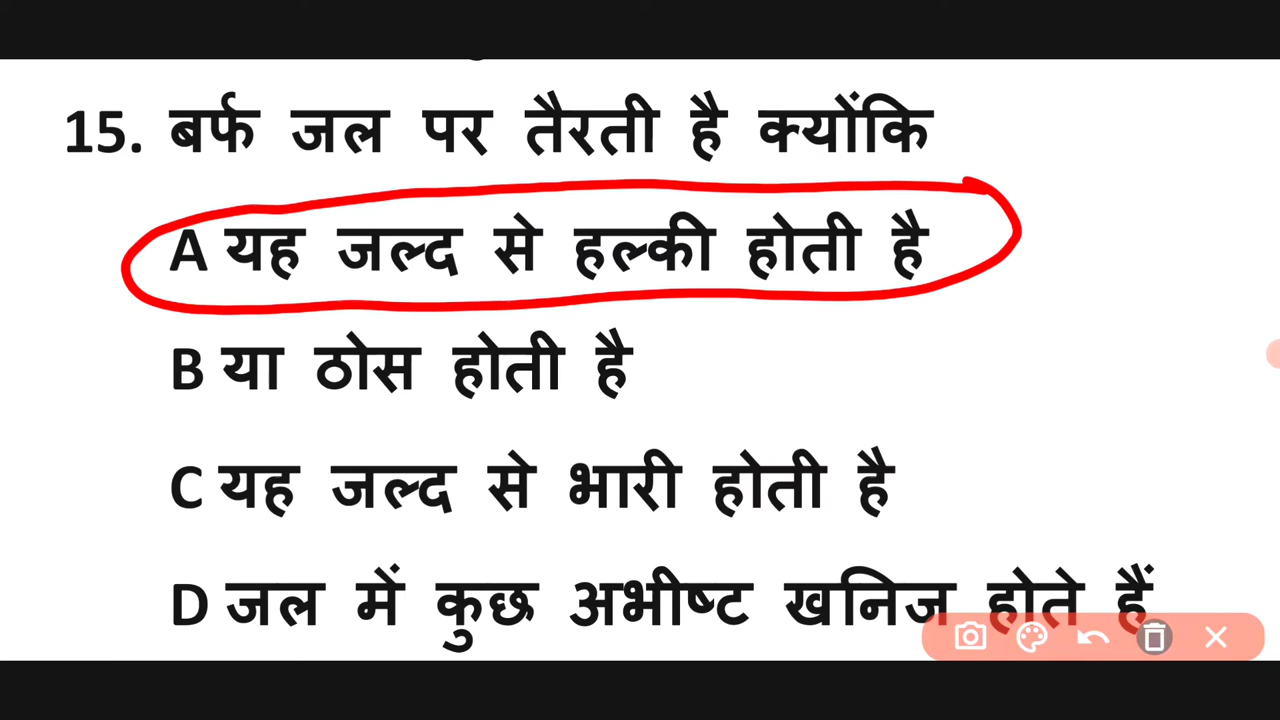 15. बर्फ जल पर तैरती है क्योंकि
A यह जल्द से हल्की होती है
B या ठोस होती है
C यह जल्द से भारी होती है
D जल में कुछ अभीष्ट खनिज होते हैं